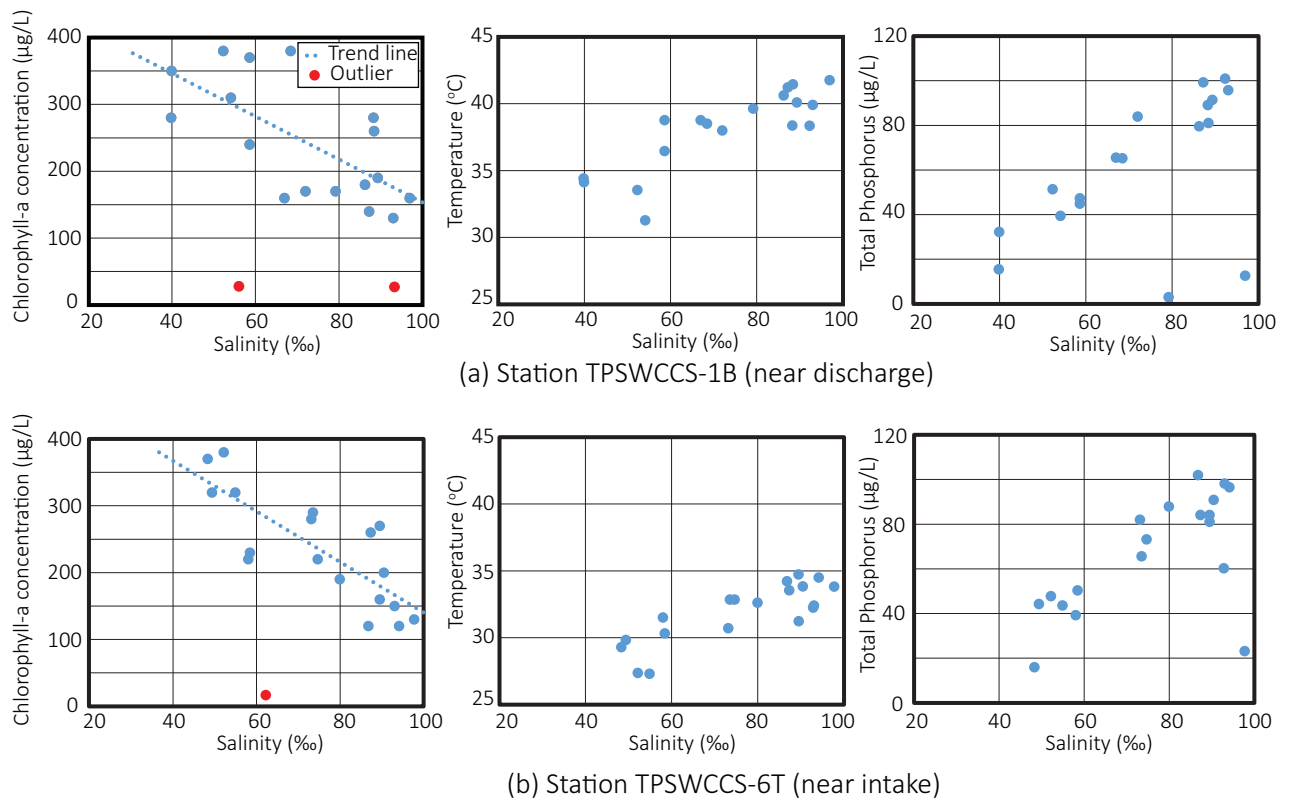 Chlorophyll-a concentration (µg/L)
400
300
200
100
0
Trend line
Outlier
20 40 60 80 100
Salinity (‰)
Temperature (°C)
45
40
35
30
25
20 40 60 80 100
Salinity (‰)
Total Phosphorus (µg/L)
120
80
40
0
20 40 60 80 100
Salinity (‰)
(a) Station TPSWCCS-1B (near discharge)
Chlorophyll-a concentration (µg/L)
400
300
200
100
0
20 40 60 80 100
Salinity (‰)
Temperature (°C)
45
40
35
30
25
20 40 60 80 100
Salinity (‰)
Total Phosphorus (µg/L)
120
80
40
0
20 40 60 80 100
Salinity (‰)
(b) Station TPSWCCS-6T (near intake)